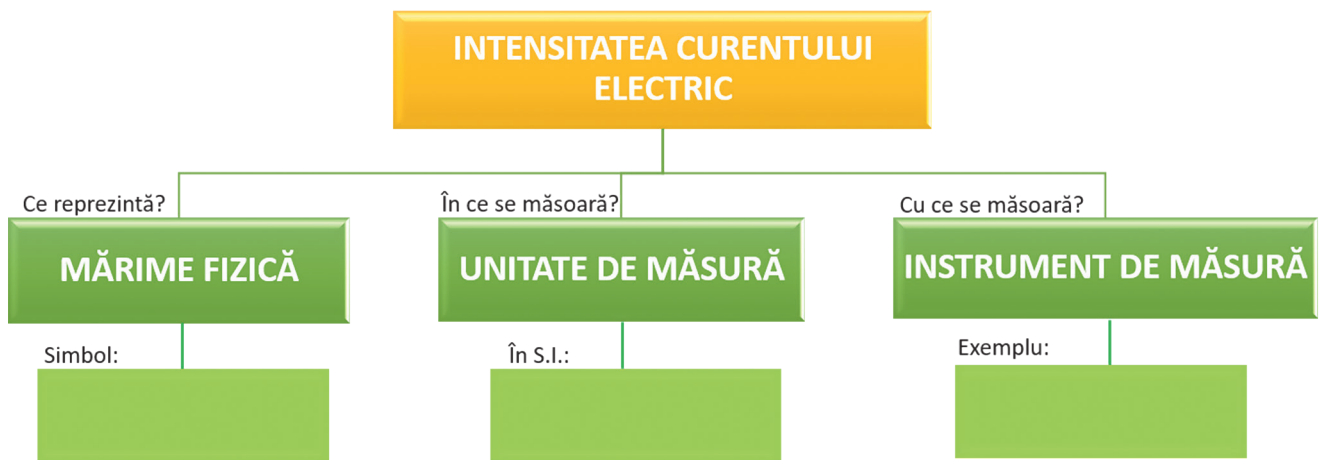 INTENSITATEA CURENTULUI
ELECTRIC
Ce reprezintă?
MĂRIME FIZICĂ
Simbol:
În ce se măsoară?
UNITATE DE MĂSURĂ
În S.I.:
Cu ce se măsoară?
INSTRUMENT DE MĂSURĂ
Exemplu: